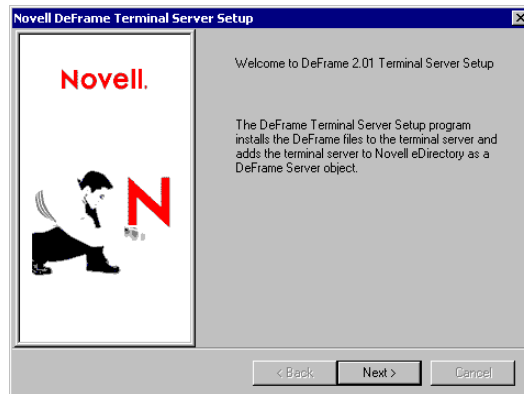 Novell DeFrame Terminal Server Setup
Novell.
N
Welcome to DeFrame 2.01 Terminal Server Setup
The DeFrame Terminal Server Setup program
installs the DeFrame files to the terminal server and
adds the terminal server to Novell eDirectory as a
DeFrame Server object.
< Back
Next >
Cancel